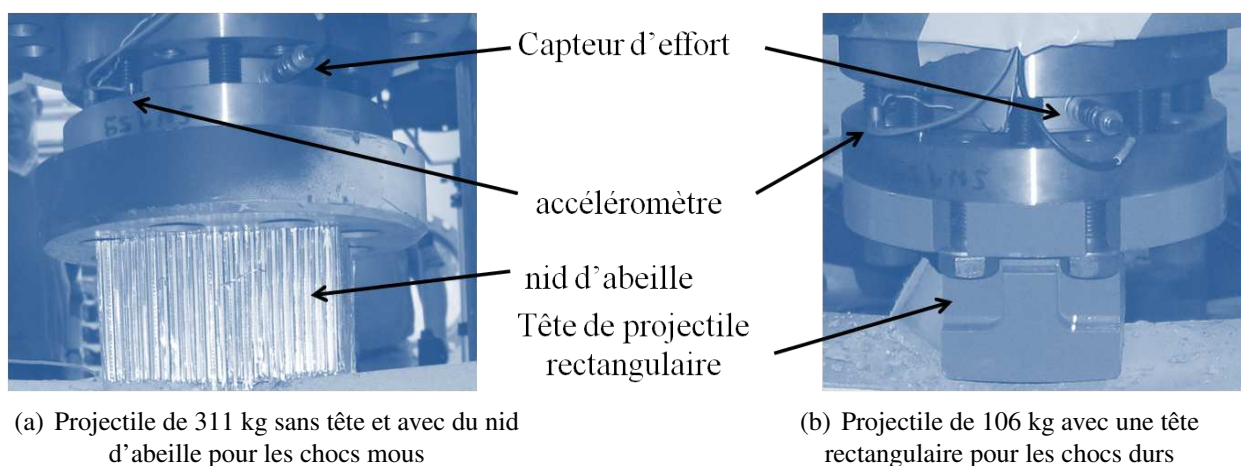 Capteur d'effort
accéléromètre
nid d'abeille
Tête de projectile
rectangulaire
(a) Projectile de 311 kg sans tête et avec du nid
d'abeille pour les chocs mous
(b) Projectile de 106 kg avec une tête
rectangulaire pour les chocs durs